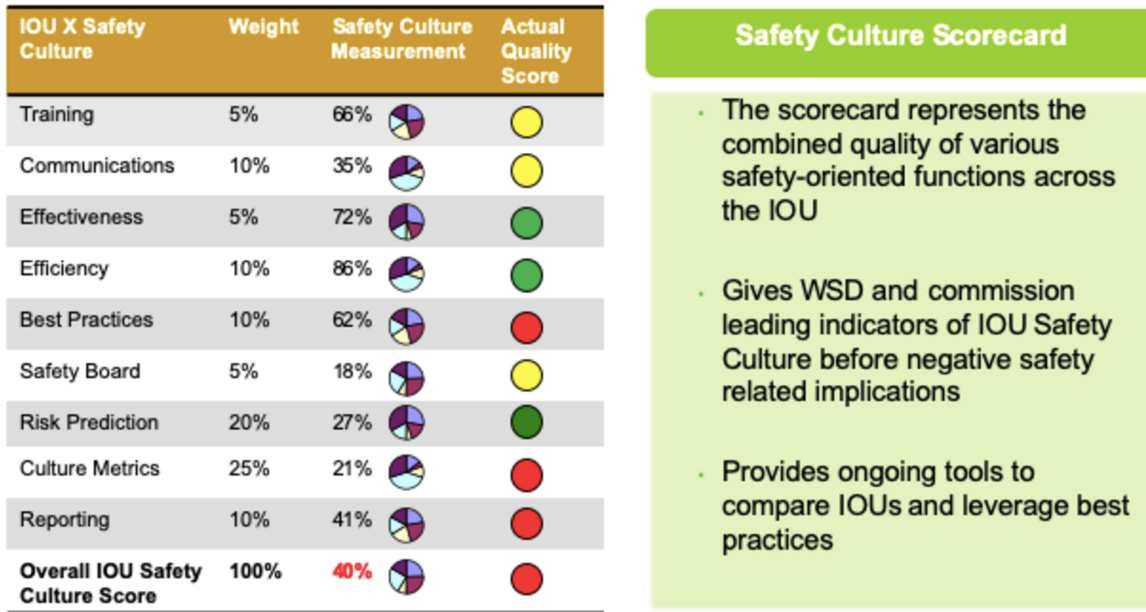 IOU X Safety Culture Weight Safety Culture Measurement Actual Quality Score
Training 5% 66%
Communications 10% 35%
Effectiveness 5% 72%
Efficiency 10% 86%
Best Practices 10% 62%
Safety Board 5% 18%
Risk Prediction 20% 27%
Culture Metrics 25% 21%
Reporting 10% 41%
Overall IOU Safety Culture Score 100% 40%
Safety Culture Scorecard
· The scorecard represents the
combined quality of various
safety-oriented functions across
the IOU
· Gives WSD and commission
leading indicators of IOU Safety
Culture before negative safety
related implications
· Provides ongoing tools to
compare IOUs and leverage best
practices